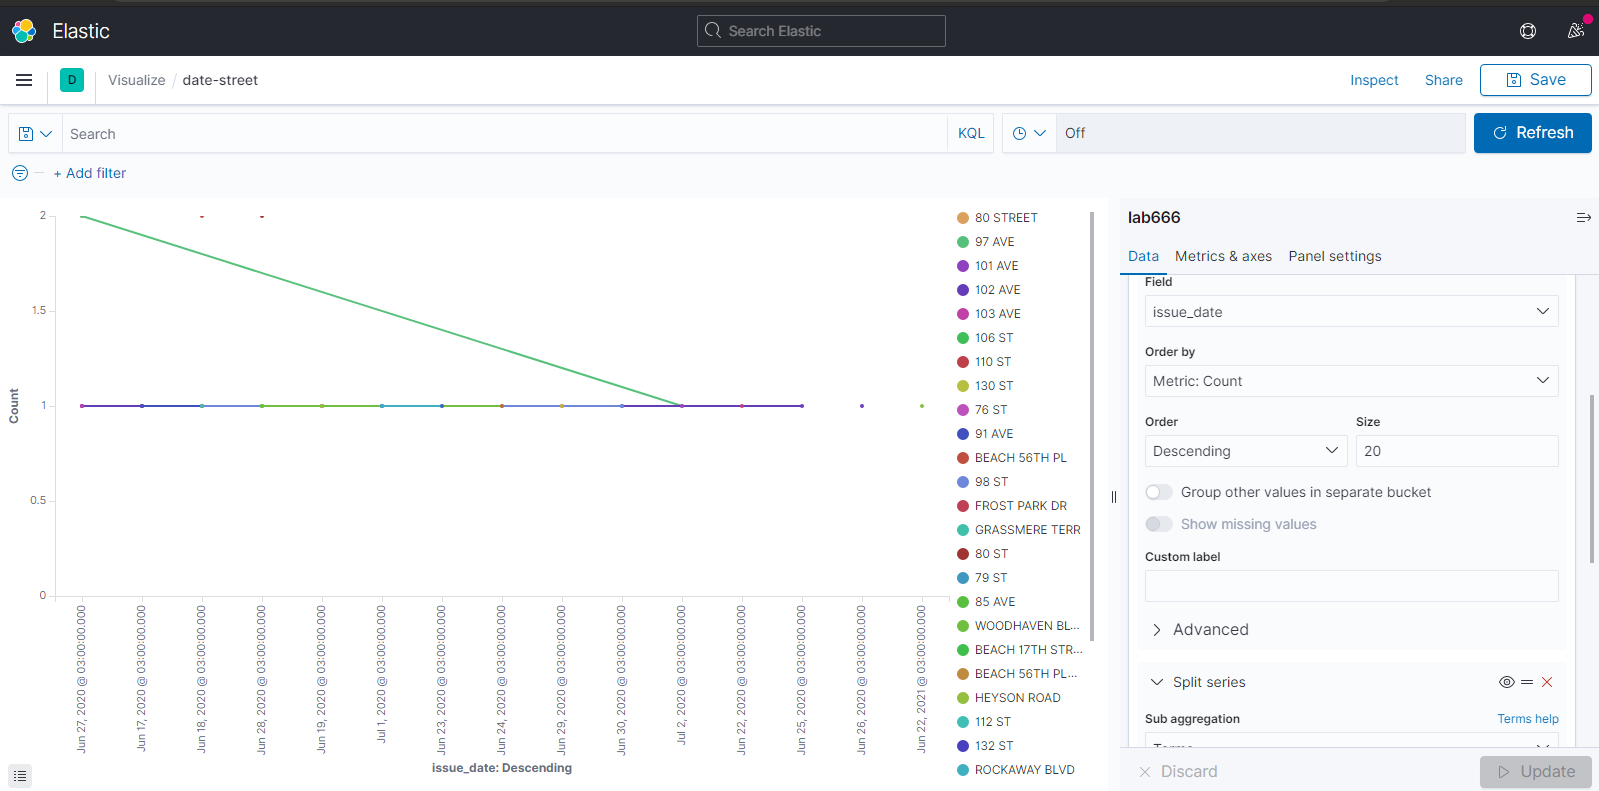 Elastic
Search Elastic
D
Visualize / date-street
Inspect
Share
Save
Search
KQL
Off
Refresh
+ Add filter
2
1.5
1
0.5
0
Count
Jun 27, 2020 @ 03:00:00.000
Jun 17, 2020 @ 03:00:00.000
Jun 18, 2020 @ 03:00:00.000
Jun 28, 2020 @ 03:00:00.000
Jun 19, 2020 @ 03:00:00.000
Jul 1, 2020 @ 03:00:00.000
Jun 23, 2020 @ 03:00:00.000
Jun 24, 2020 @ 03:00:00.000
Jun 29, 2020 @ 03:00:00.000
Jun 30, 2020 @ 03:00:00.000
Jul 2, 2020 @ 03:00:00.000
Jun 22, 2020 @ 03:00:00.000
Jun 25, 2020 @ 03:00:00.000
Jun 26, 2020 @ 03:00:00.000
Jun 22, 2021 @ 03:00:00.000
issue_date: Descending
80 STREET
97 AVE
101 AVE
102 AVE
103 AVE
106 ST
110 ST
130 ST
76 ST
91 AVE
BEACH 56TH PL
98 ST
FROST PARK DR
GRASSMERE TERR
80 ST
79 ST
85 AVE
WOODHAVEN BL...
BEACH 17TH STR...
BEACH 56TH PL...
HEYSON ROAD
112 ST
132 ST
ROCKAWAY BLVD
lab666
Data
Metrics & axes
Panel settings
Field
issue_date
Order by
Metric: Count
Order
Size
Descending
20
Group other values in separate bucket
Show missing values
Custom label
Advanced
Split series
Sub aggregation
Terms help
Terms
Discard
Update